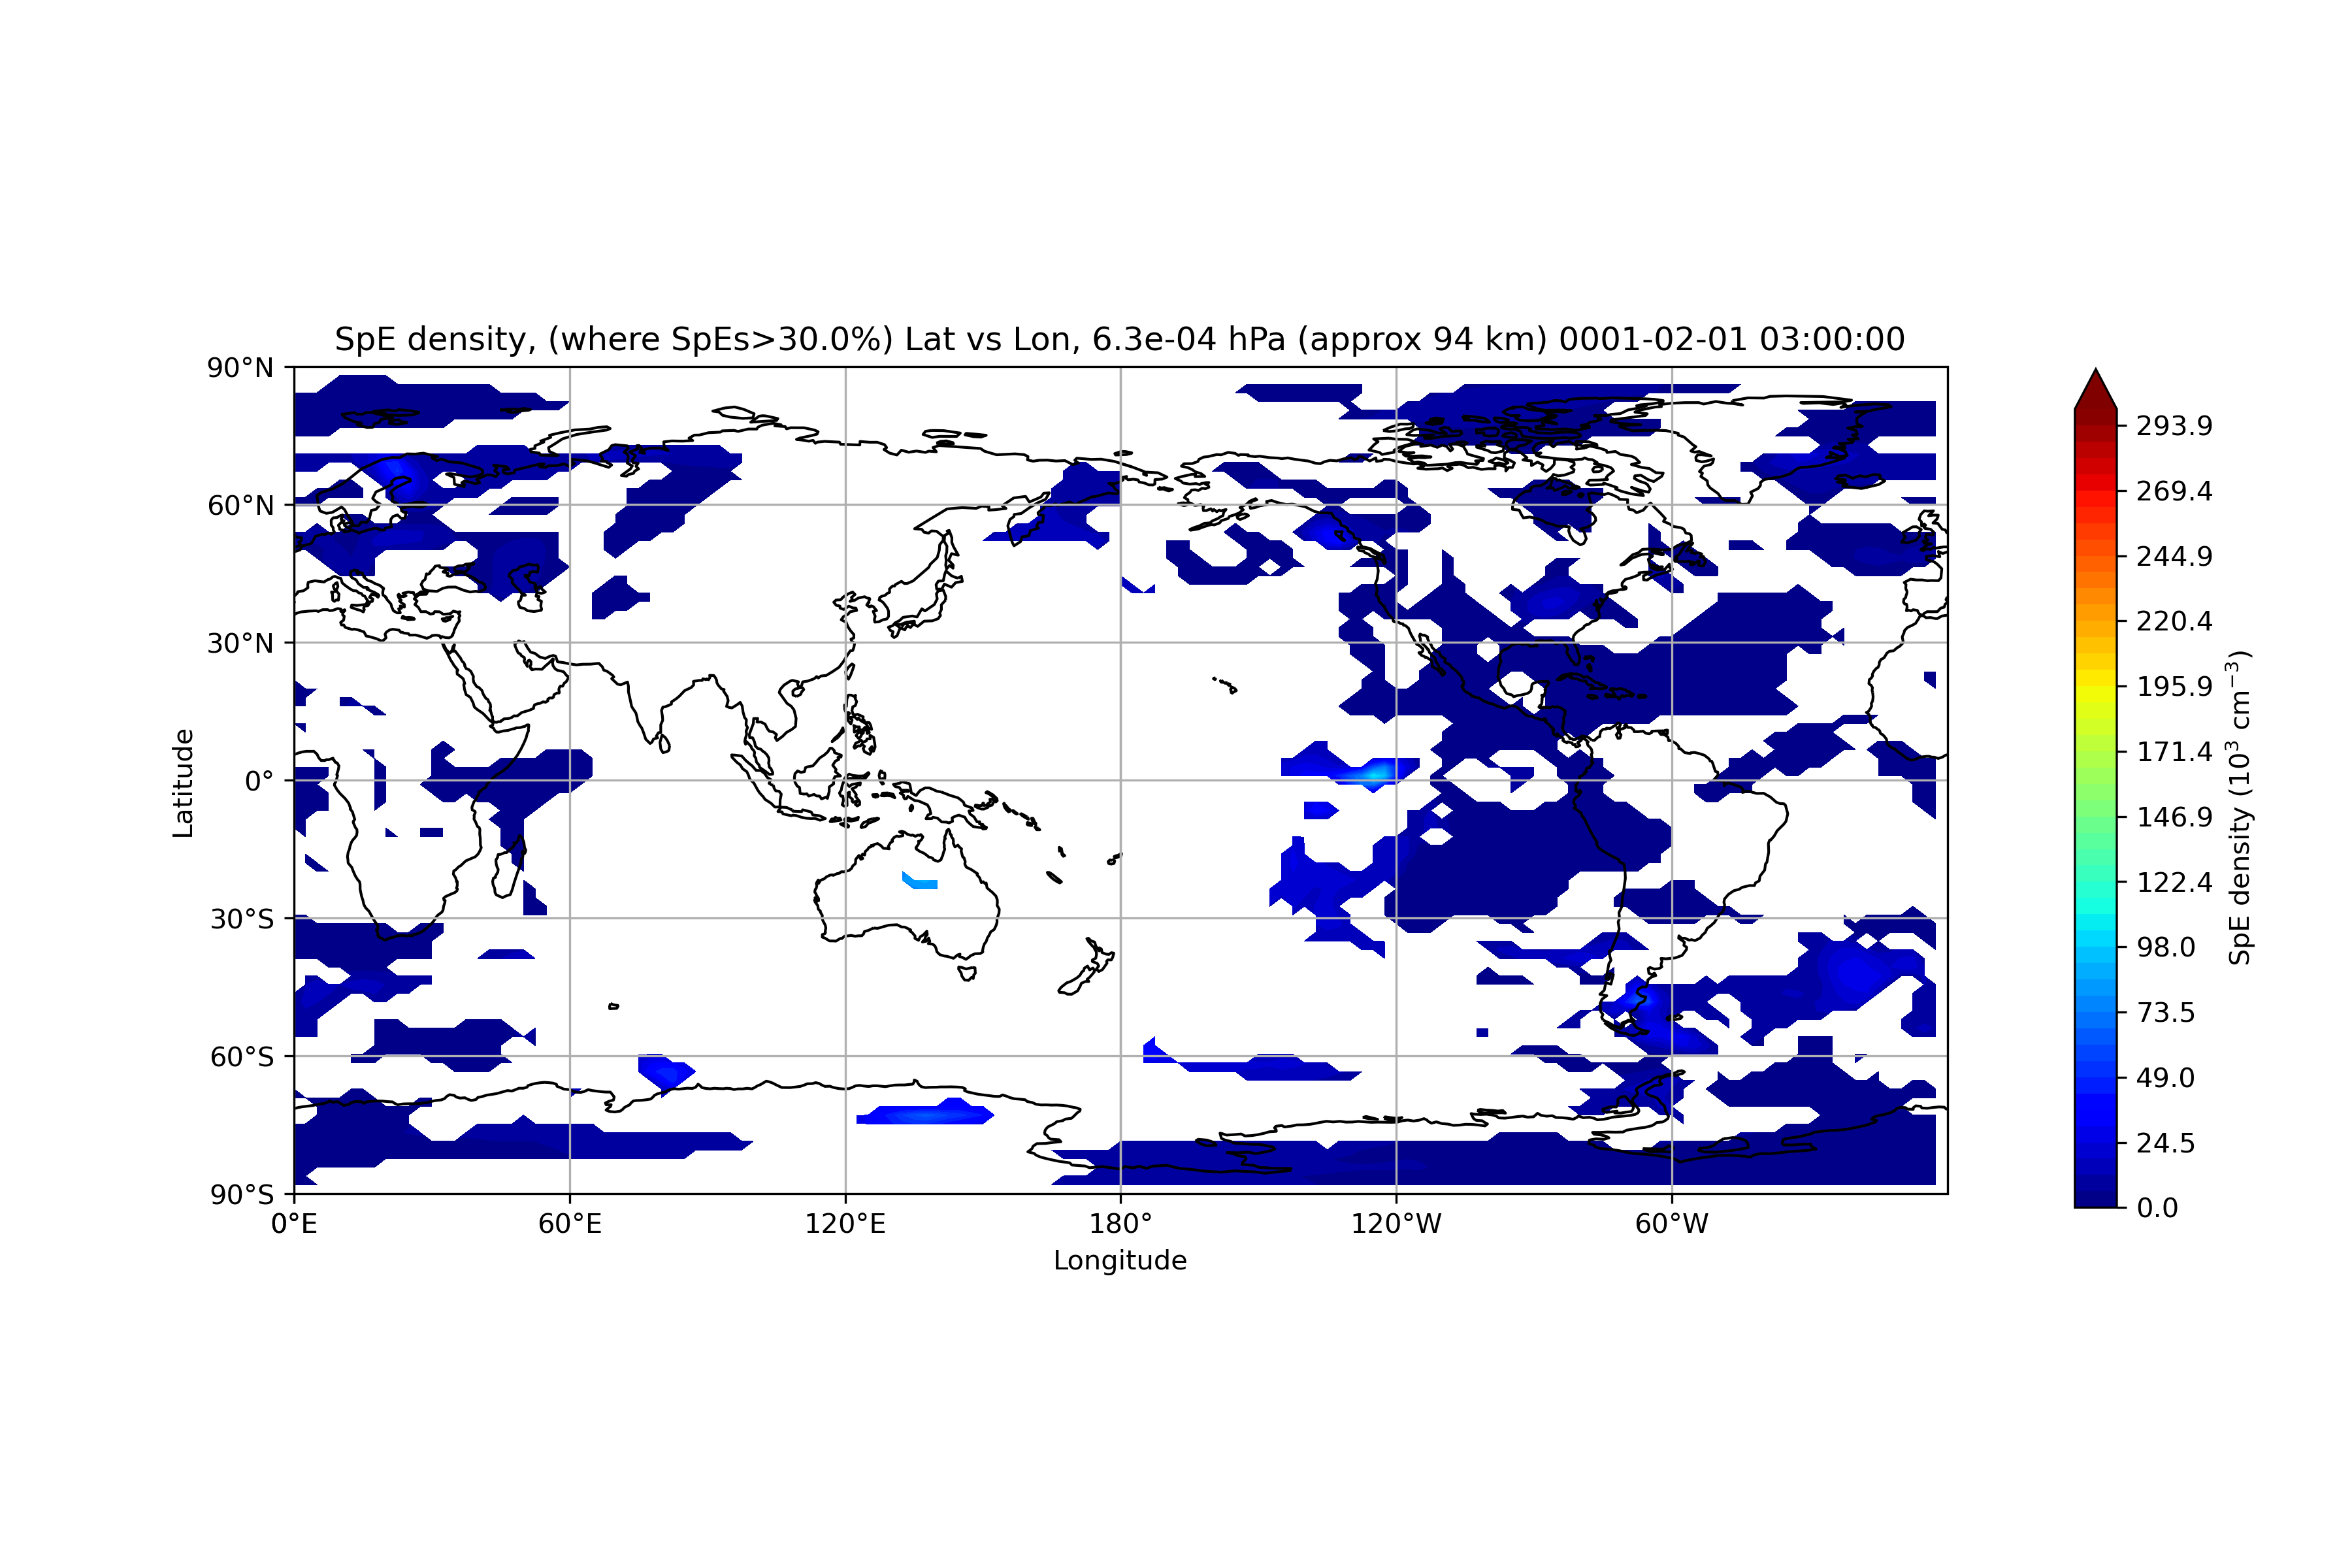 SpE density, (where SpEs>30.0%) Lat vs Lon, 6.3e-04 hPa (approx 94 km) 0001-02-01 03:00:00
90°N
60°N
30°N
0°
30°S
60°S
90°S
Latitude
0°E
60°E
120°E
180°
120°W
60°W
Longitude
293.9
269.4
244.9
220.4
195.9
171.4
146.9
122.4
98.0
73.5
49.0
24.5
0.0
SpE density (10³ cm⁻³)